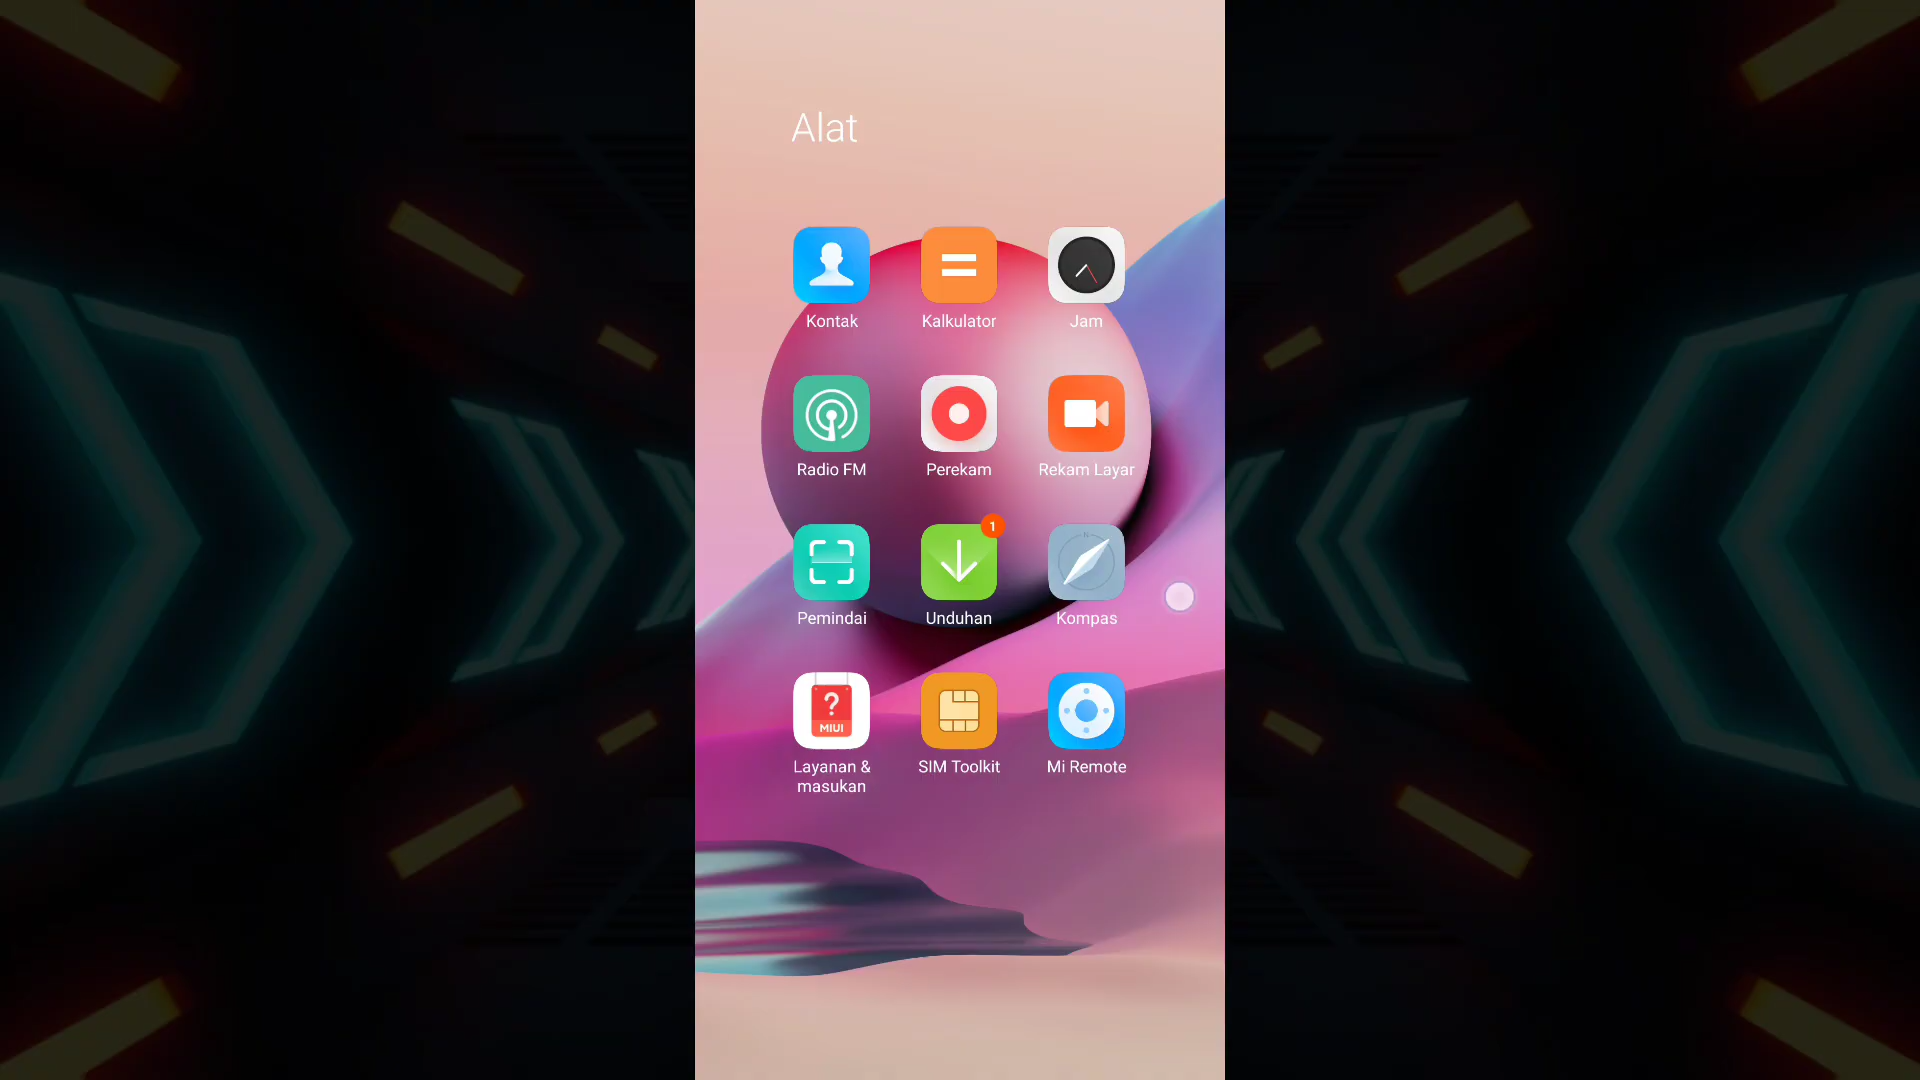 Alat
Kontak
Kalkulator
Jam
Radio FM
Perekam
Rekam Layar
1
Pemindai
Unduhan
N
Kompas
?
MIUI
Layanan &
masukan
SIM Toolkit
Mi Remote